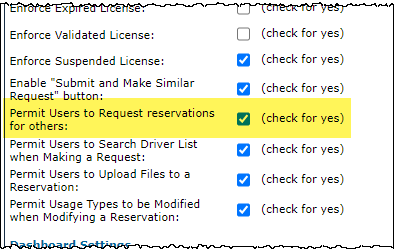 Enforce Expired License: (check for yes)
Enforce Validated License: (check for yes)
Enforce Suspended License: (check for yes)
Enable "Submit and Make Similar
Request" button: (check for yes)
Permit Users to Request reservations
for others: (check for yes)
Permit Users to Search Driver List
when Making a Request: (check for yes)
Permit Users to Upload Files to a
Reservation: (check for yes)
Permit Usage Types to be Modified
when Modifying a Reservation: (check for yes)
Dashboard Settings